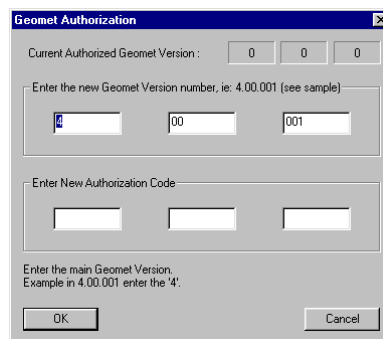 Geomet Authorization
Current Authorized Geomet Version : 0 0 0
Enter the new Geomet Version number, ie: 4.00.001 (see sample)
4 00 001
Enter New Authorization Code
Enter the main Geomet Version.
Example in 4.00.001 enter the '4'.
OK Cancel